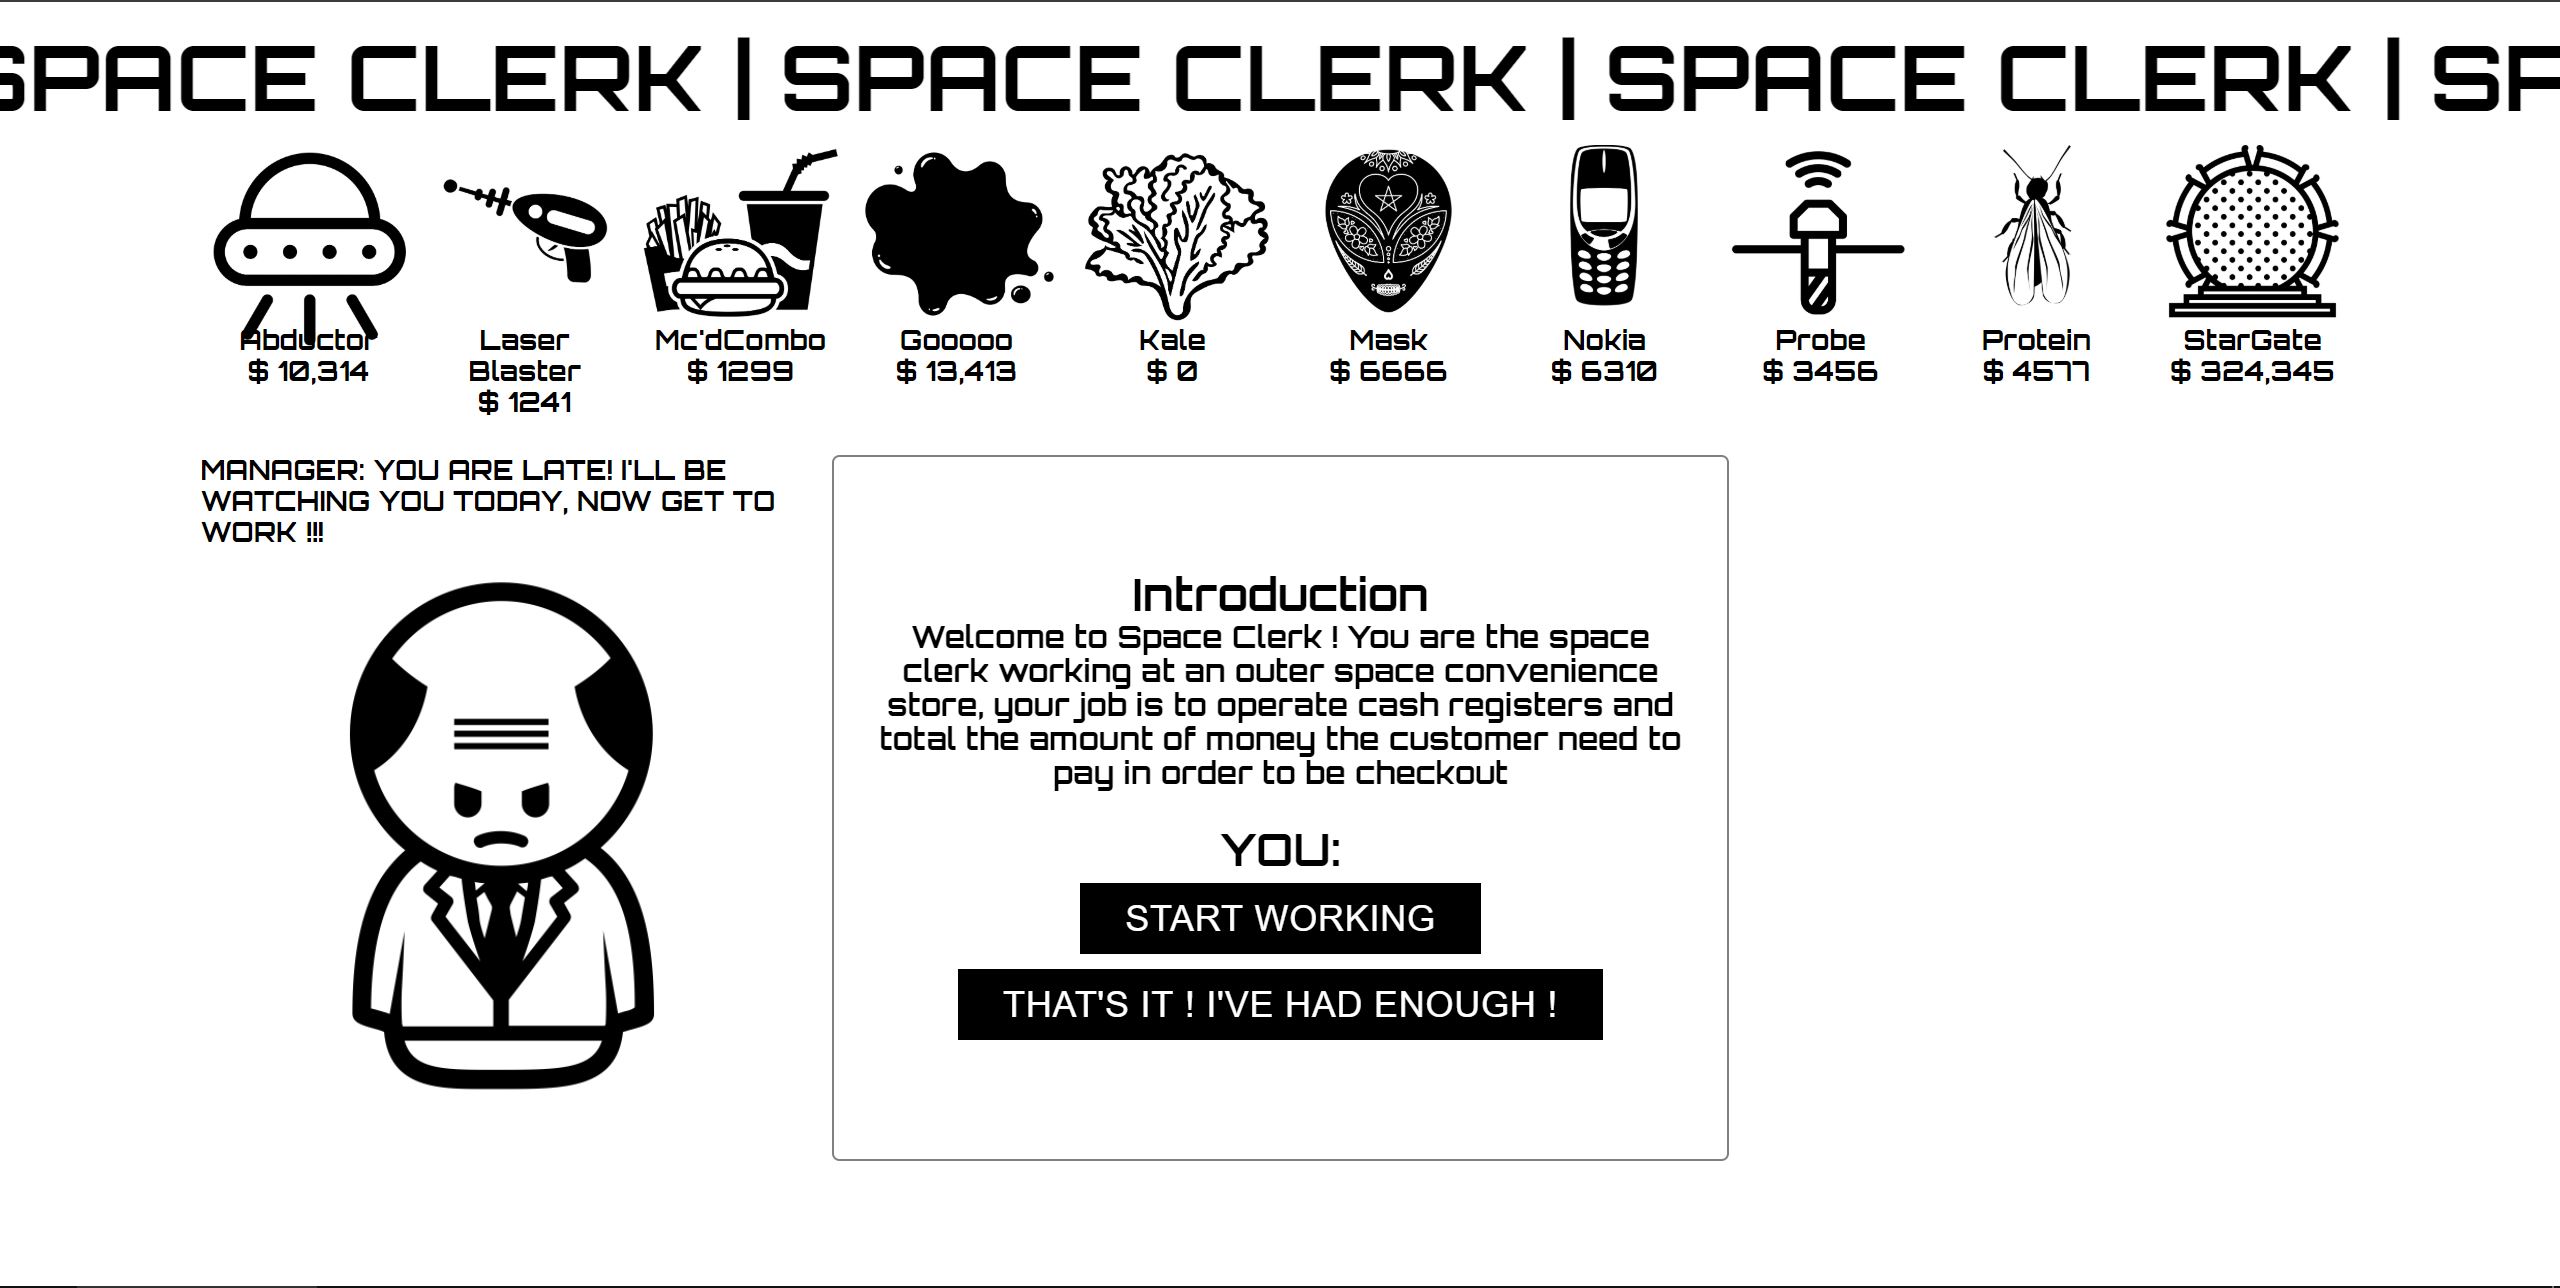 SPACE CLERK | SPACE CLERK | SPACE CLERK | SP
Abductor
$ 10,314
Laser
Blaster
$ 1241
Mc'dCombo
$ 1299
Gooooo
$ 13,413
Kale
$ 0
Mask
$ 6666
Nokia
$ 6310
Probe
$ 3456
Protein
$ 4577
StarGate
$ 324,345
MANAGER: YOU ARE LATE! I'LL BE
WATCHING YOU TODAY, NOW GET TO
WORK !!!
Introduction
Welcome to Space Clerk ! You are the space
clerk working at an outer space convenience
store, your job is to operate cash registers and
total the amount of money the customer need to
pay in order to be checkout
YOU:
START WORKING
THAT'S IT ! I'VE HAD ENOUGH !